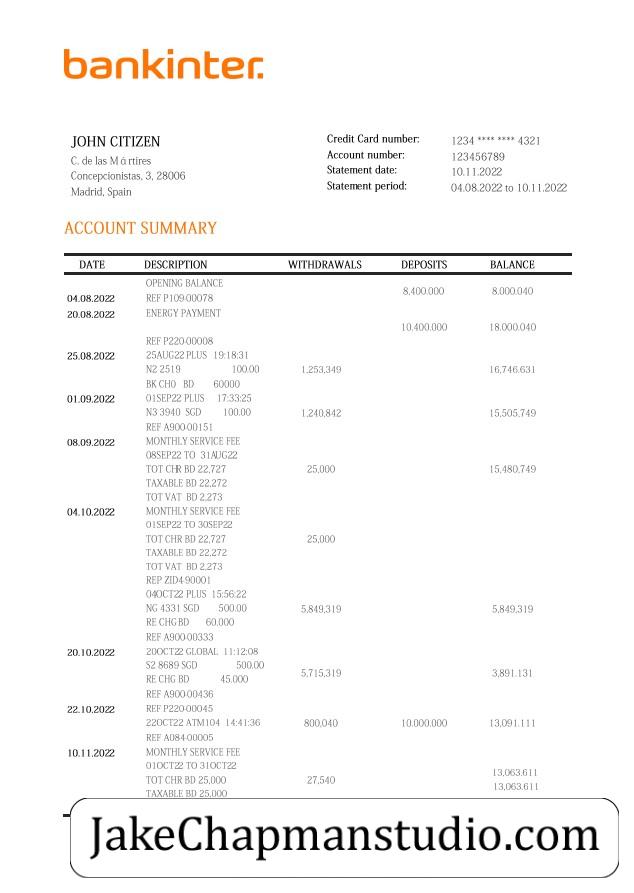 bankinter.
JOHN CITIZEN
C. de las M á rtires
Concepcionistas, 3, 28006
Madrid, Spain
Credit Card number: 1234 **** **** 4321
Account number: 123456789
Statement date: 10.11.2022
Statement period: 04.08.2022 to 10.11.2022
ACCOUNT SUMMARY
DATE DESCRIPTION WITHDRAWALS DEPOSITS BALANCE
OPENING BALANCE
8,400.000 8.000.040
04.08.2022 REF P109-00078
20.08.2022 ENERGY PAYMENT
10.400.000 18.000.040
REF P220-00008
25.08.2022 25AUG22 PLUS 19:18:31
N2 2519 100.00 1,253,349 16,746.631
BK CH0 BD 60000
01.09.2022 01SEP22 PLUS 17:33:25
N3 3940 SGD 100.00 1,240,842 15,505,749
REF A900-00151
08.09.2022 MONTHLY SERVICE FEE
08SEP22 TO 31AUG22
TOT CHR BD 22,727 25,000 15,480,749
TAXABLE BD 22,272
TOT VAT BD 2,273
04.10.2022 MONTHLY SERVICE FEE
01SEP22 TO 30SEP22
TOT CHR BD 22,727 25,000
TAXABLE BD 22,272
TOT VAT BD 2,273
REP ZID4-90001
04OCT22 PLUS 15:56:22
NG 4331 SGD 500.00 5,849,319 5,849,319
RE CHG BD 60.000
REF A900-00333
20.10.2022 20OCT22 GLOBAL 11:12:08
S2 8689 SGD 500.00
5,715,319 3,891.131
RE CHG BD 45.000
REF A900-00436
22.10.2022 REF P220-00045
22OCT22 ATM104 14:41:36 800,040 10.000.000 13,091.111
REF A084-00005
10.11.2022 MONTHLY SERVICE FEE
01OCT22 TO 31OCT22
13,063.611
TOT CHR BD 25,000 27,540
13,063.611
TAXABLE BD 25,000
JakeChapmanstudio.com